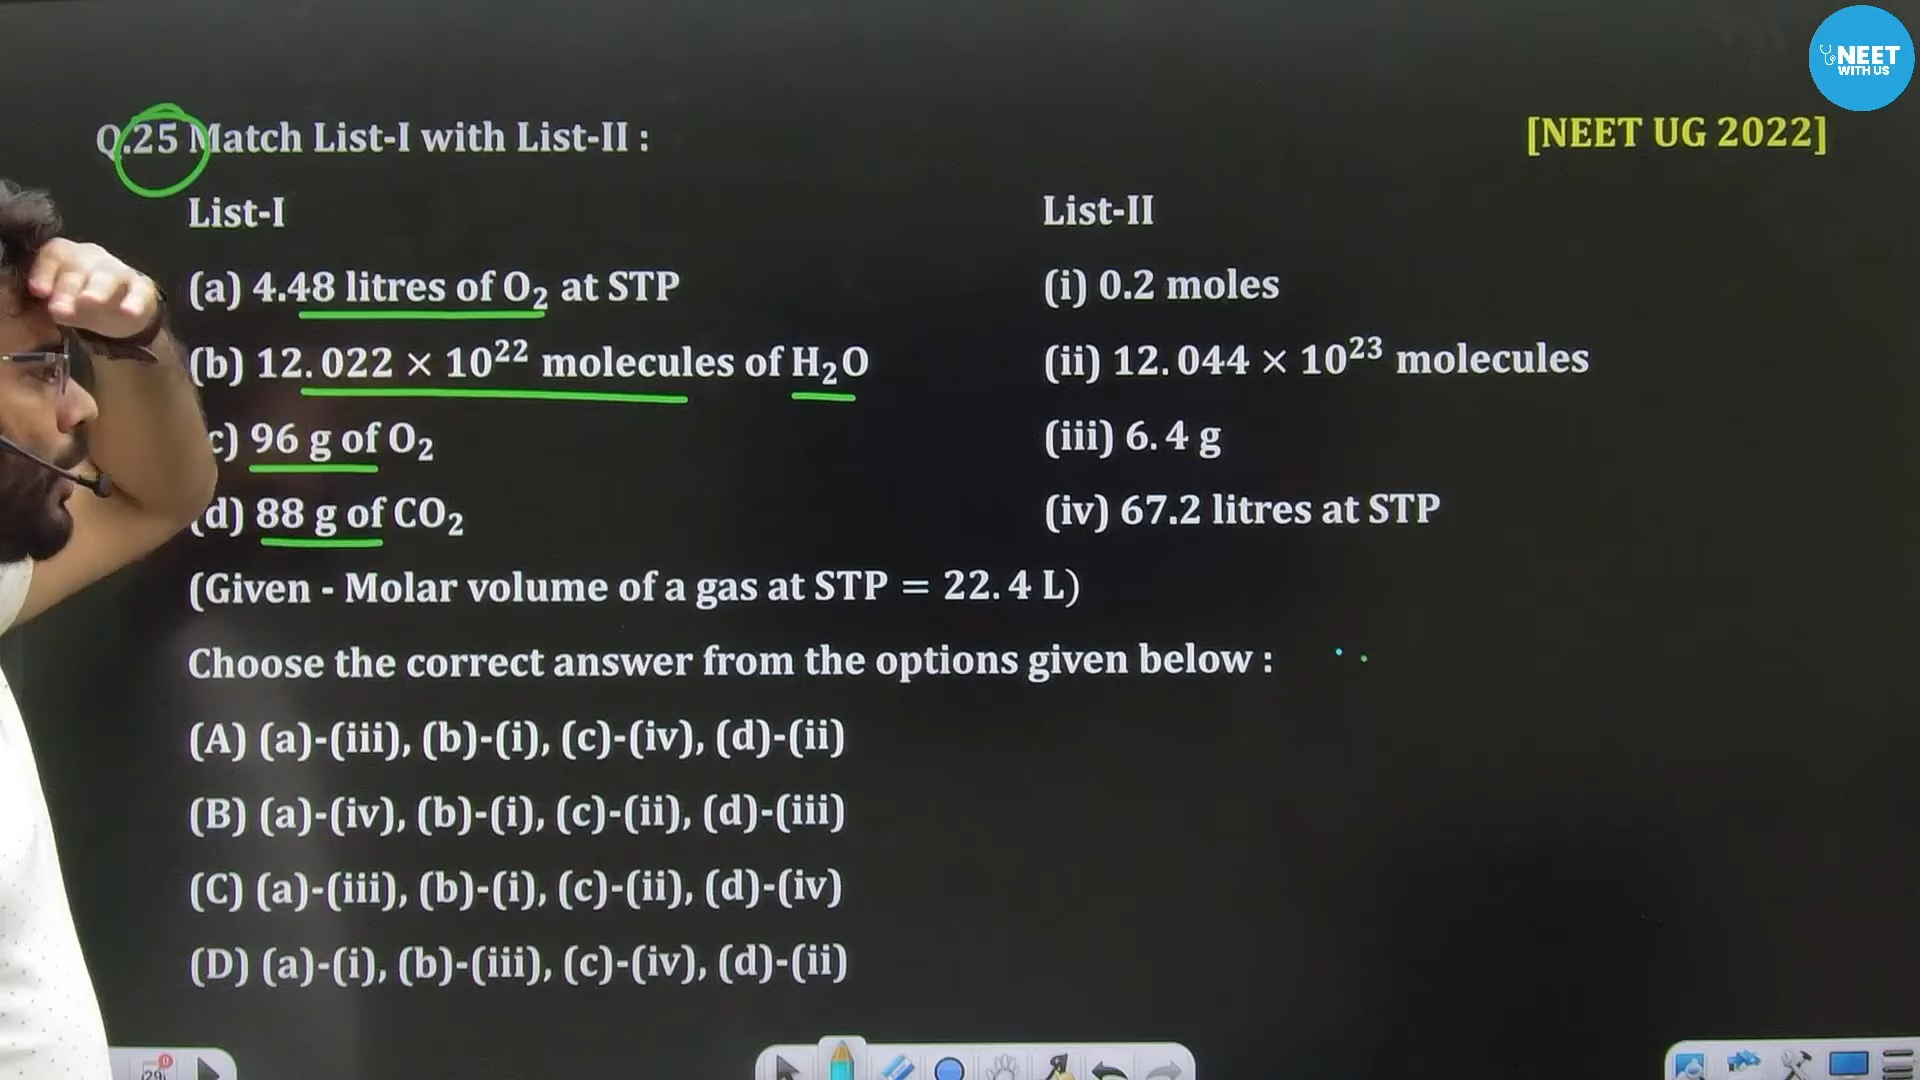 NEET
WITH US
Q.25 Match List-I with List-II :
[NEET UG 2022]
List-I
List-II
(a) 4.48 litres of O₂ at STP
(i) 0.2 moles
(b) 12.022 × 10²² molecules of H₂O
(ii) 12.044 × 10²³ molecules
c) 96 g of O₂
(iii) 6.4 g
(d) 88 g of CO₂
(iv) 67.2 litres at STP
(Given - Molar volume of a gas at STP = 22.4 L)
Choose the correct answer from the options given below :
(A) (a)-(iii), (b)-(i), (c)-(iv), (d)-(ii)
(B) (a)-(iv), (b)-(i), (c)-(ii), (d)-(iii)
(C) (a)-(iii), (b)-(i), (c)-(ii), (d)-(iv)
(D) (a)-(i), (b)-(iii), (c)-(iv), (d)-(ii)
0
29